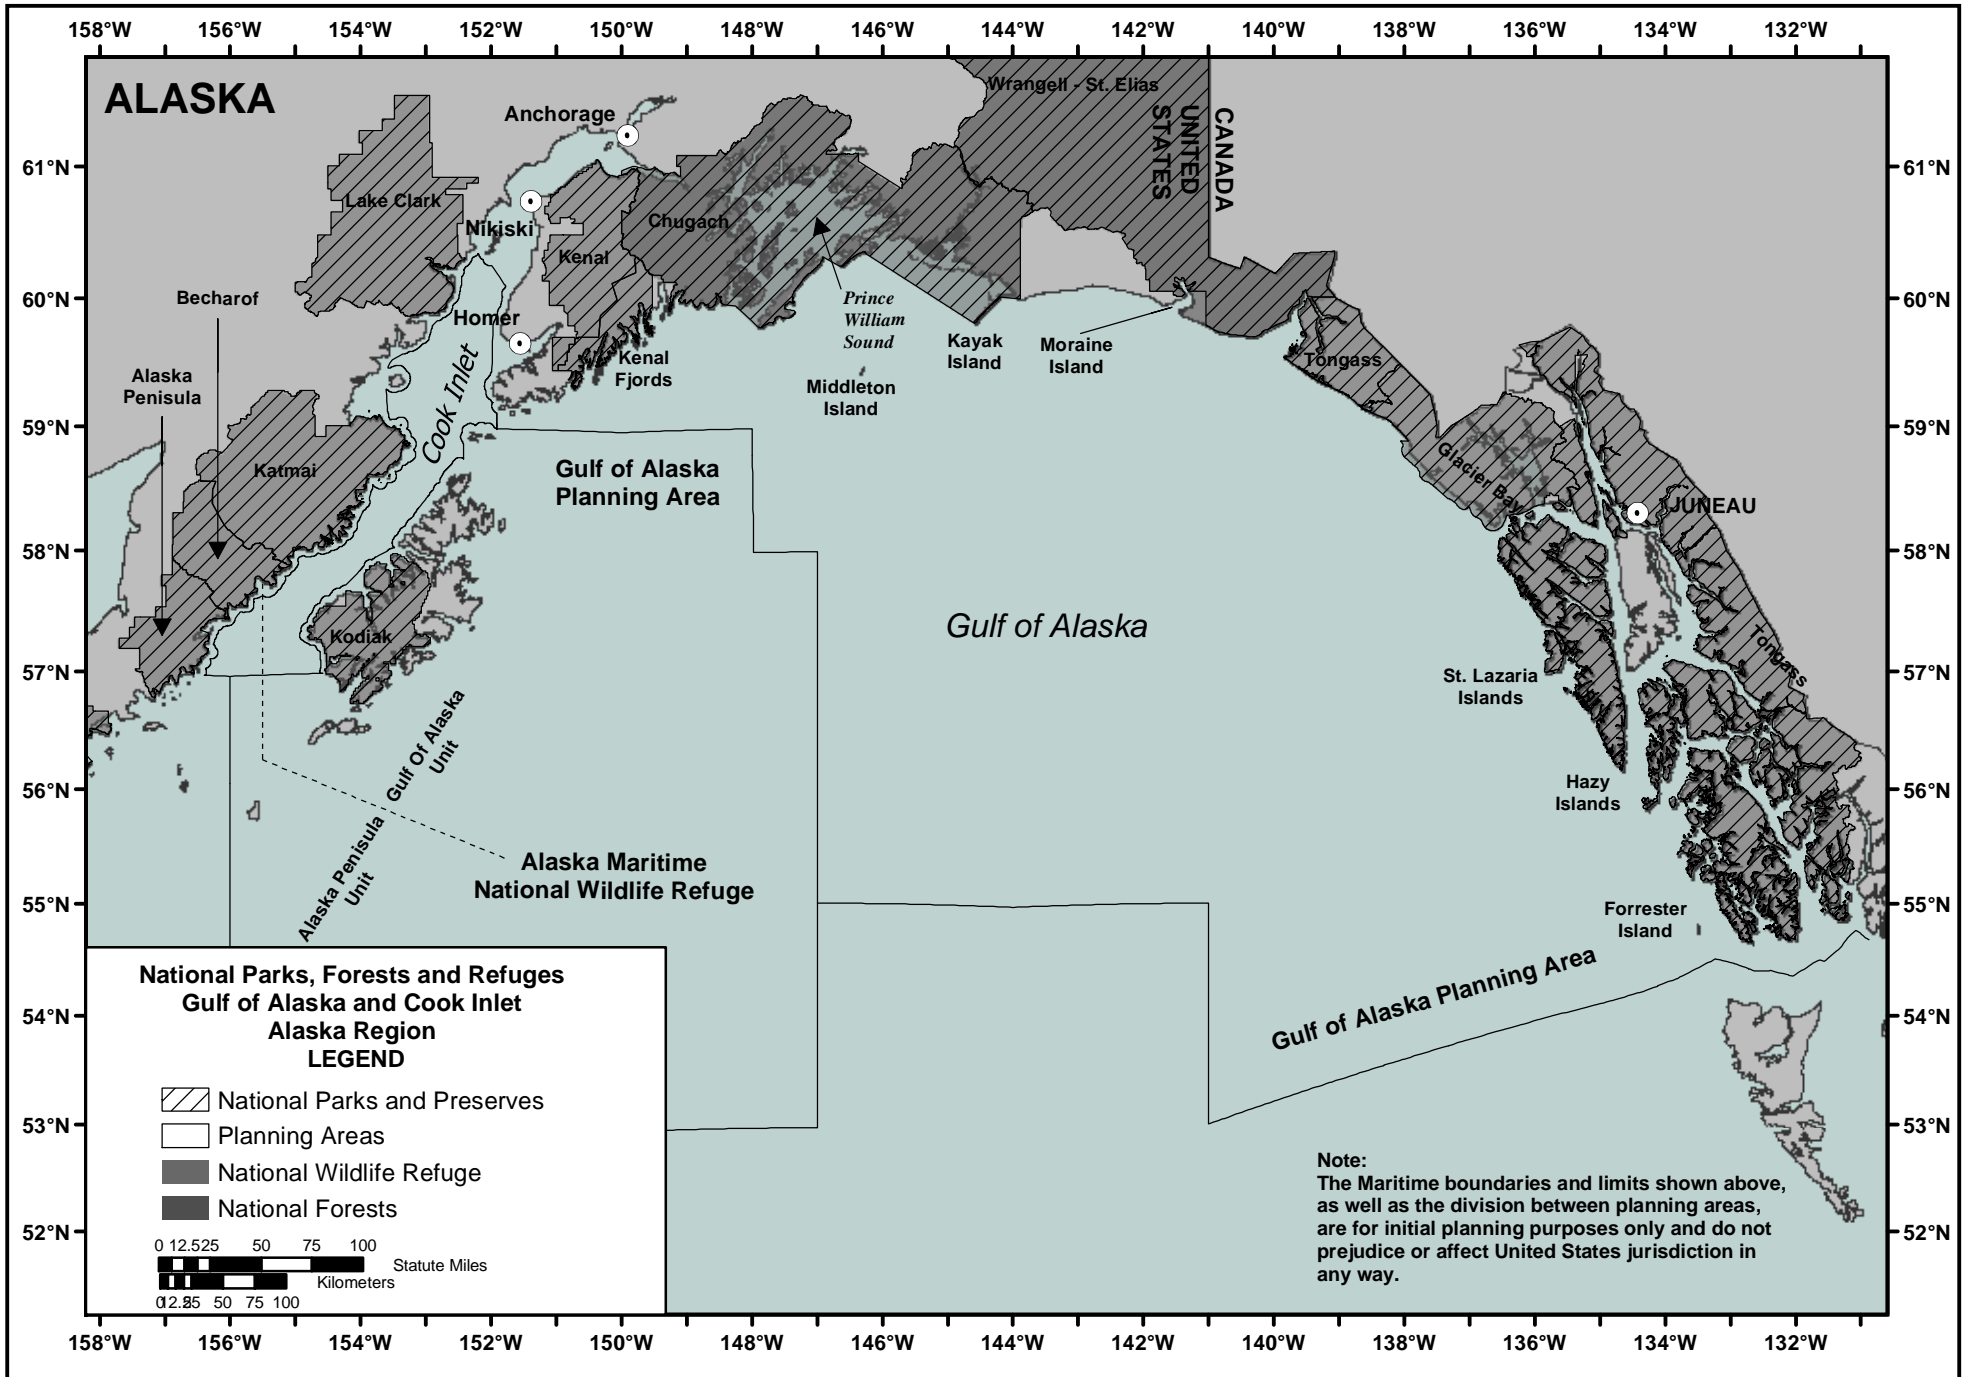 158°W 156°W 154°W 152°W 150°W 148°W 146°W 144°W 142°W 140°W 138°W 136°W 134°W 132°W
ALASKA
Anchorage
Wrangell - St. Elias
UNITED
STATES
CANADA
61°N
61°N
Lake Clark
Nikiski
Chugach
Kenal
Becharof
60°N
60°N
Homer
Prince
William
Sound
Kayak
Island
Moraine
Island
Kenal
Fjords
Tongass
Alaska
Penisula
Middleton
Island
Cook Inlet
59°N
59°N
Katmai
Gulf of Alaska
Planning Area
Glacier Bay
JUNEAU
58°N
58°N
Kodiak
Gulf of Alaska
Tongass
57°N
57°N
St. Lazaria
Islands
Gulf Of Alaska
Unit
56°N
56°N
Hazy
Islands
Alaska Penisula
Unit
Alaska Maritime
National Wildlife Refuge
55°N
55°N
Forrester
Island
Gulf of Alaska Planning Area
National Parks, Forests and Refuges
Gulf of Alaska and Cook Inlet
Alaska Region
LEGEND
54°N
54°N
National Parks and Preserves
Planning Areas
National Wildlife Refuge
National Forests
53°N
53°N
52°N
52°N
0 12.525 50 75 100
Statute Miles
Kilometers
0 12.525 50 75 100
Note:
The Maritime boundaries and limits shown above,
as well as the division between planning areas,
are for initial planning purposes only and do not
prejudice or affect United States jurisdiction in
any way.
158°W 156°W 154°W 152°W 150°W 148°W 146°W 144°W 142°W 140°W 138°W 136°W 134°W 132°W